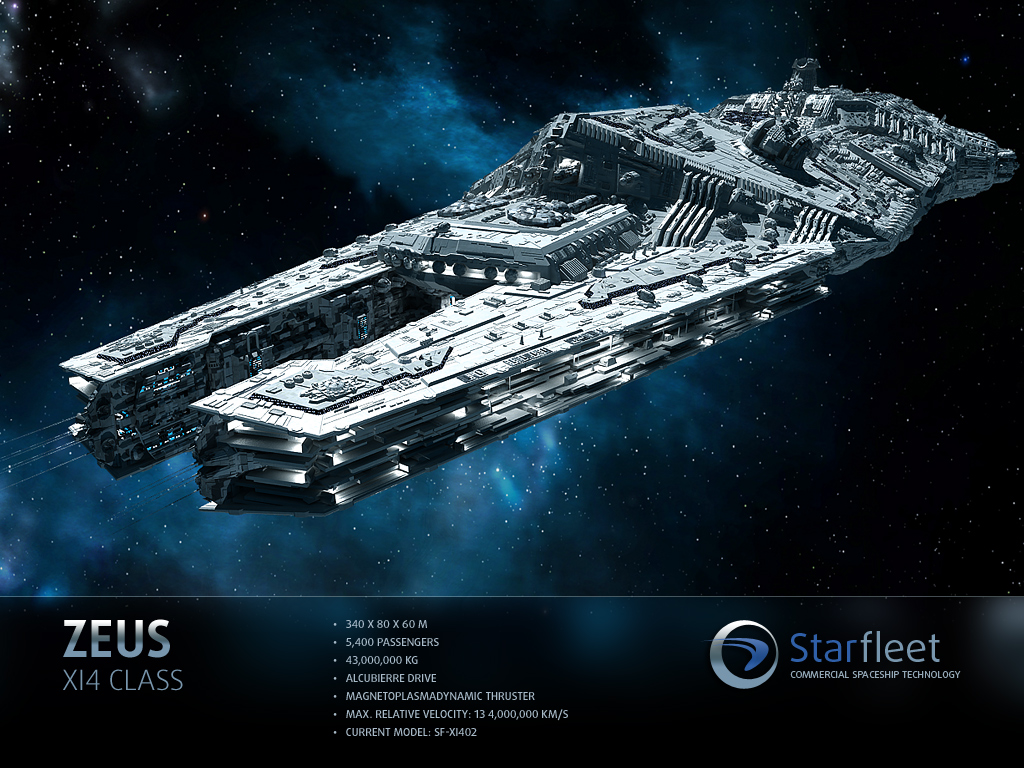 ZEUS
XI4 CLASS
• 340 X 80 X 60 M
• 5,400 PASSENGERS
• 43,000,000 KG
• ALCUBIERRE DRIVE
• MAGNETOPLASMADYNAMIC THRUSTER
• MAX. RELATIVE VELOCITY: 13 4,000,000 KM/S
• CURRENT MODEL: SF-XI402
Starfleet
COMMERCIAL SPACESHIP TECHNOLOGY